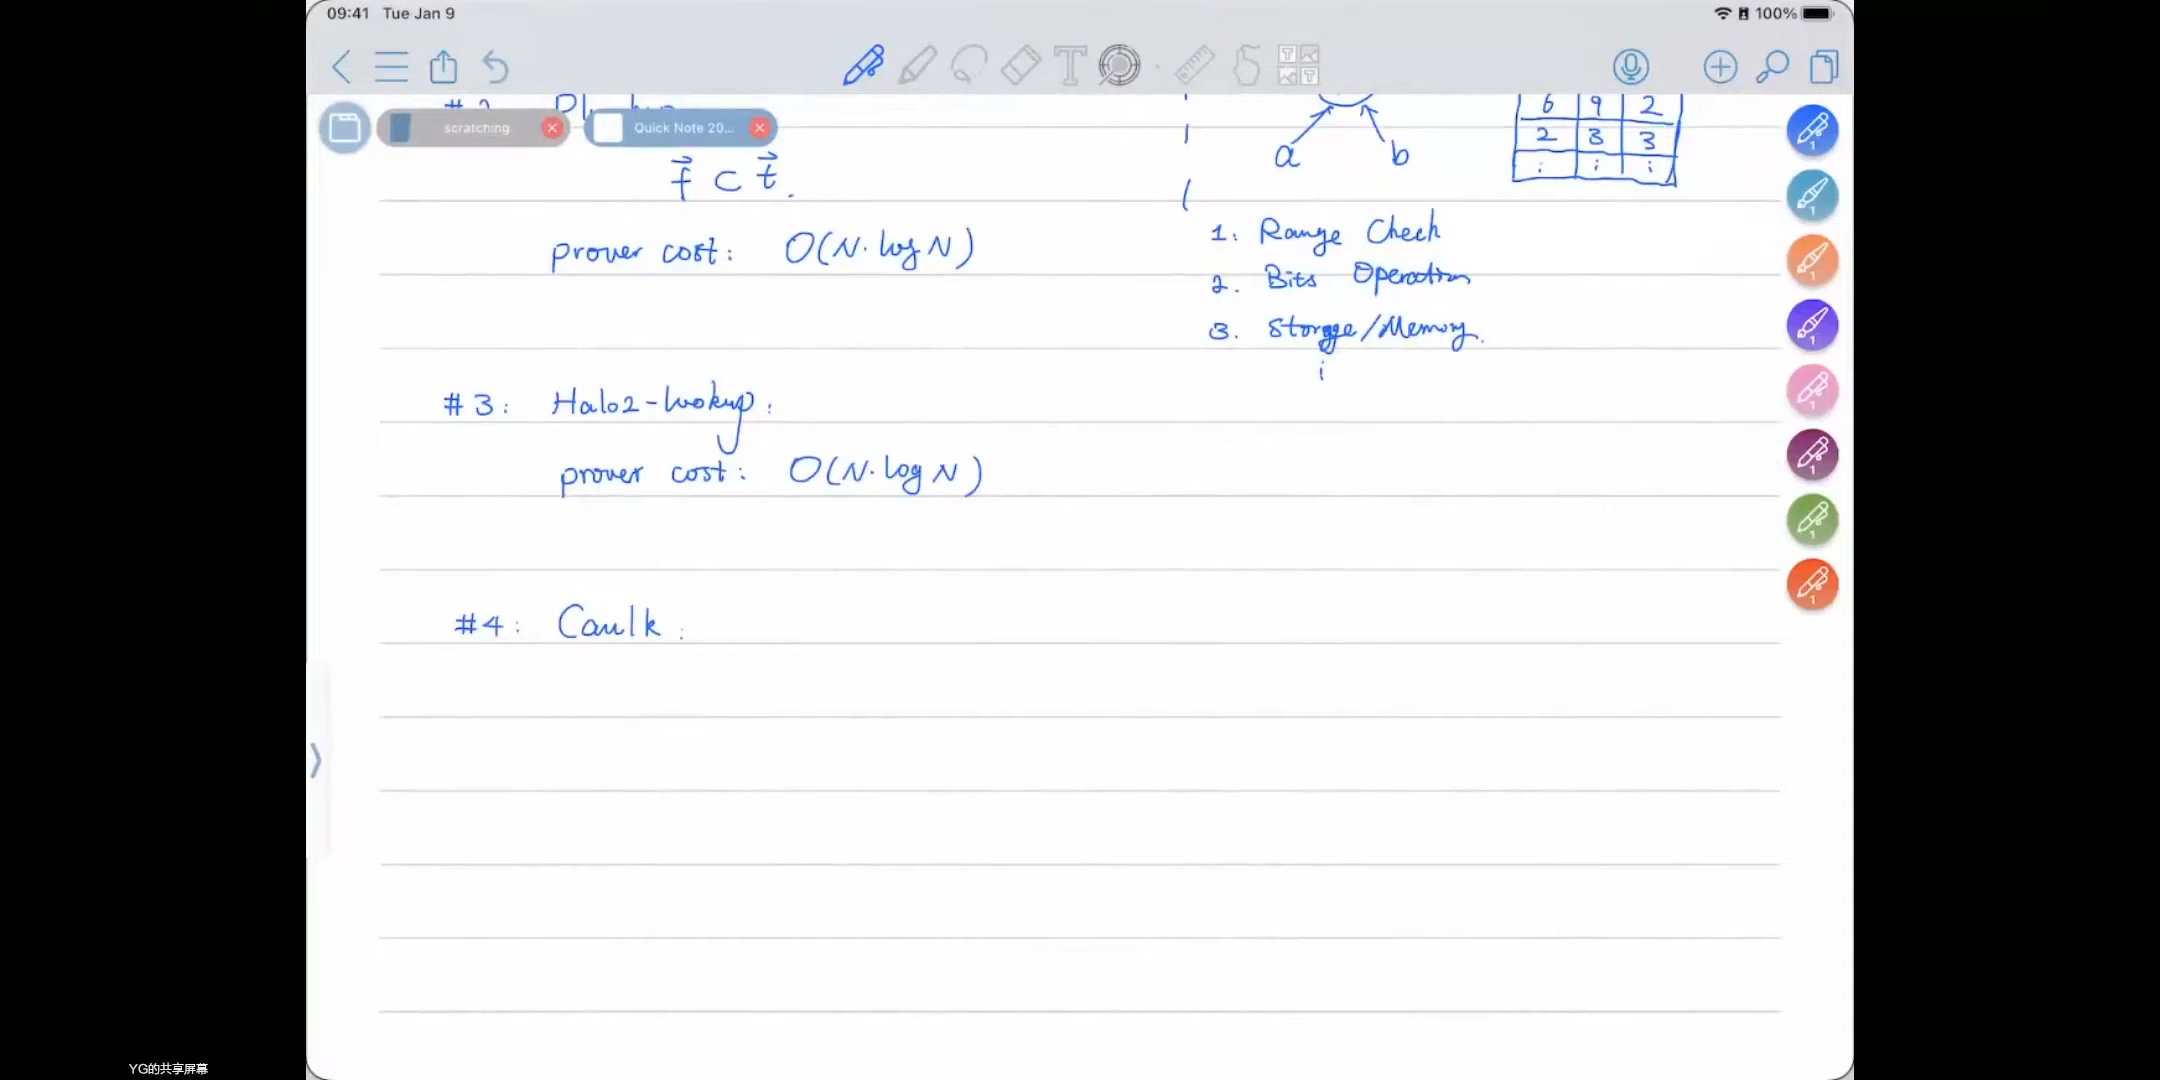 09:41 Tue Jan 9 100%
scratching Quick Note 20...
6 9 2
2 3 3
a b
f⃗ ⊂ t⃗.
prover cost: O(N·log N)
1. Range Check
2. Bits Operation
3. Storage/Memory.
#3: Halo2-lookup:
prover cost: O(N·log N)
#4: Caulk:
YG的共享屏幕